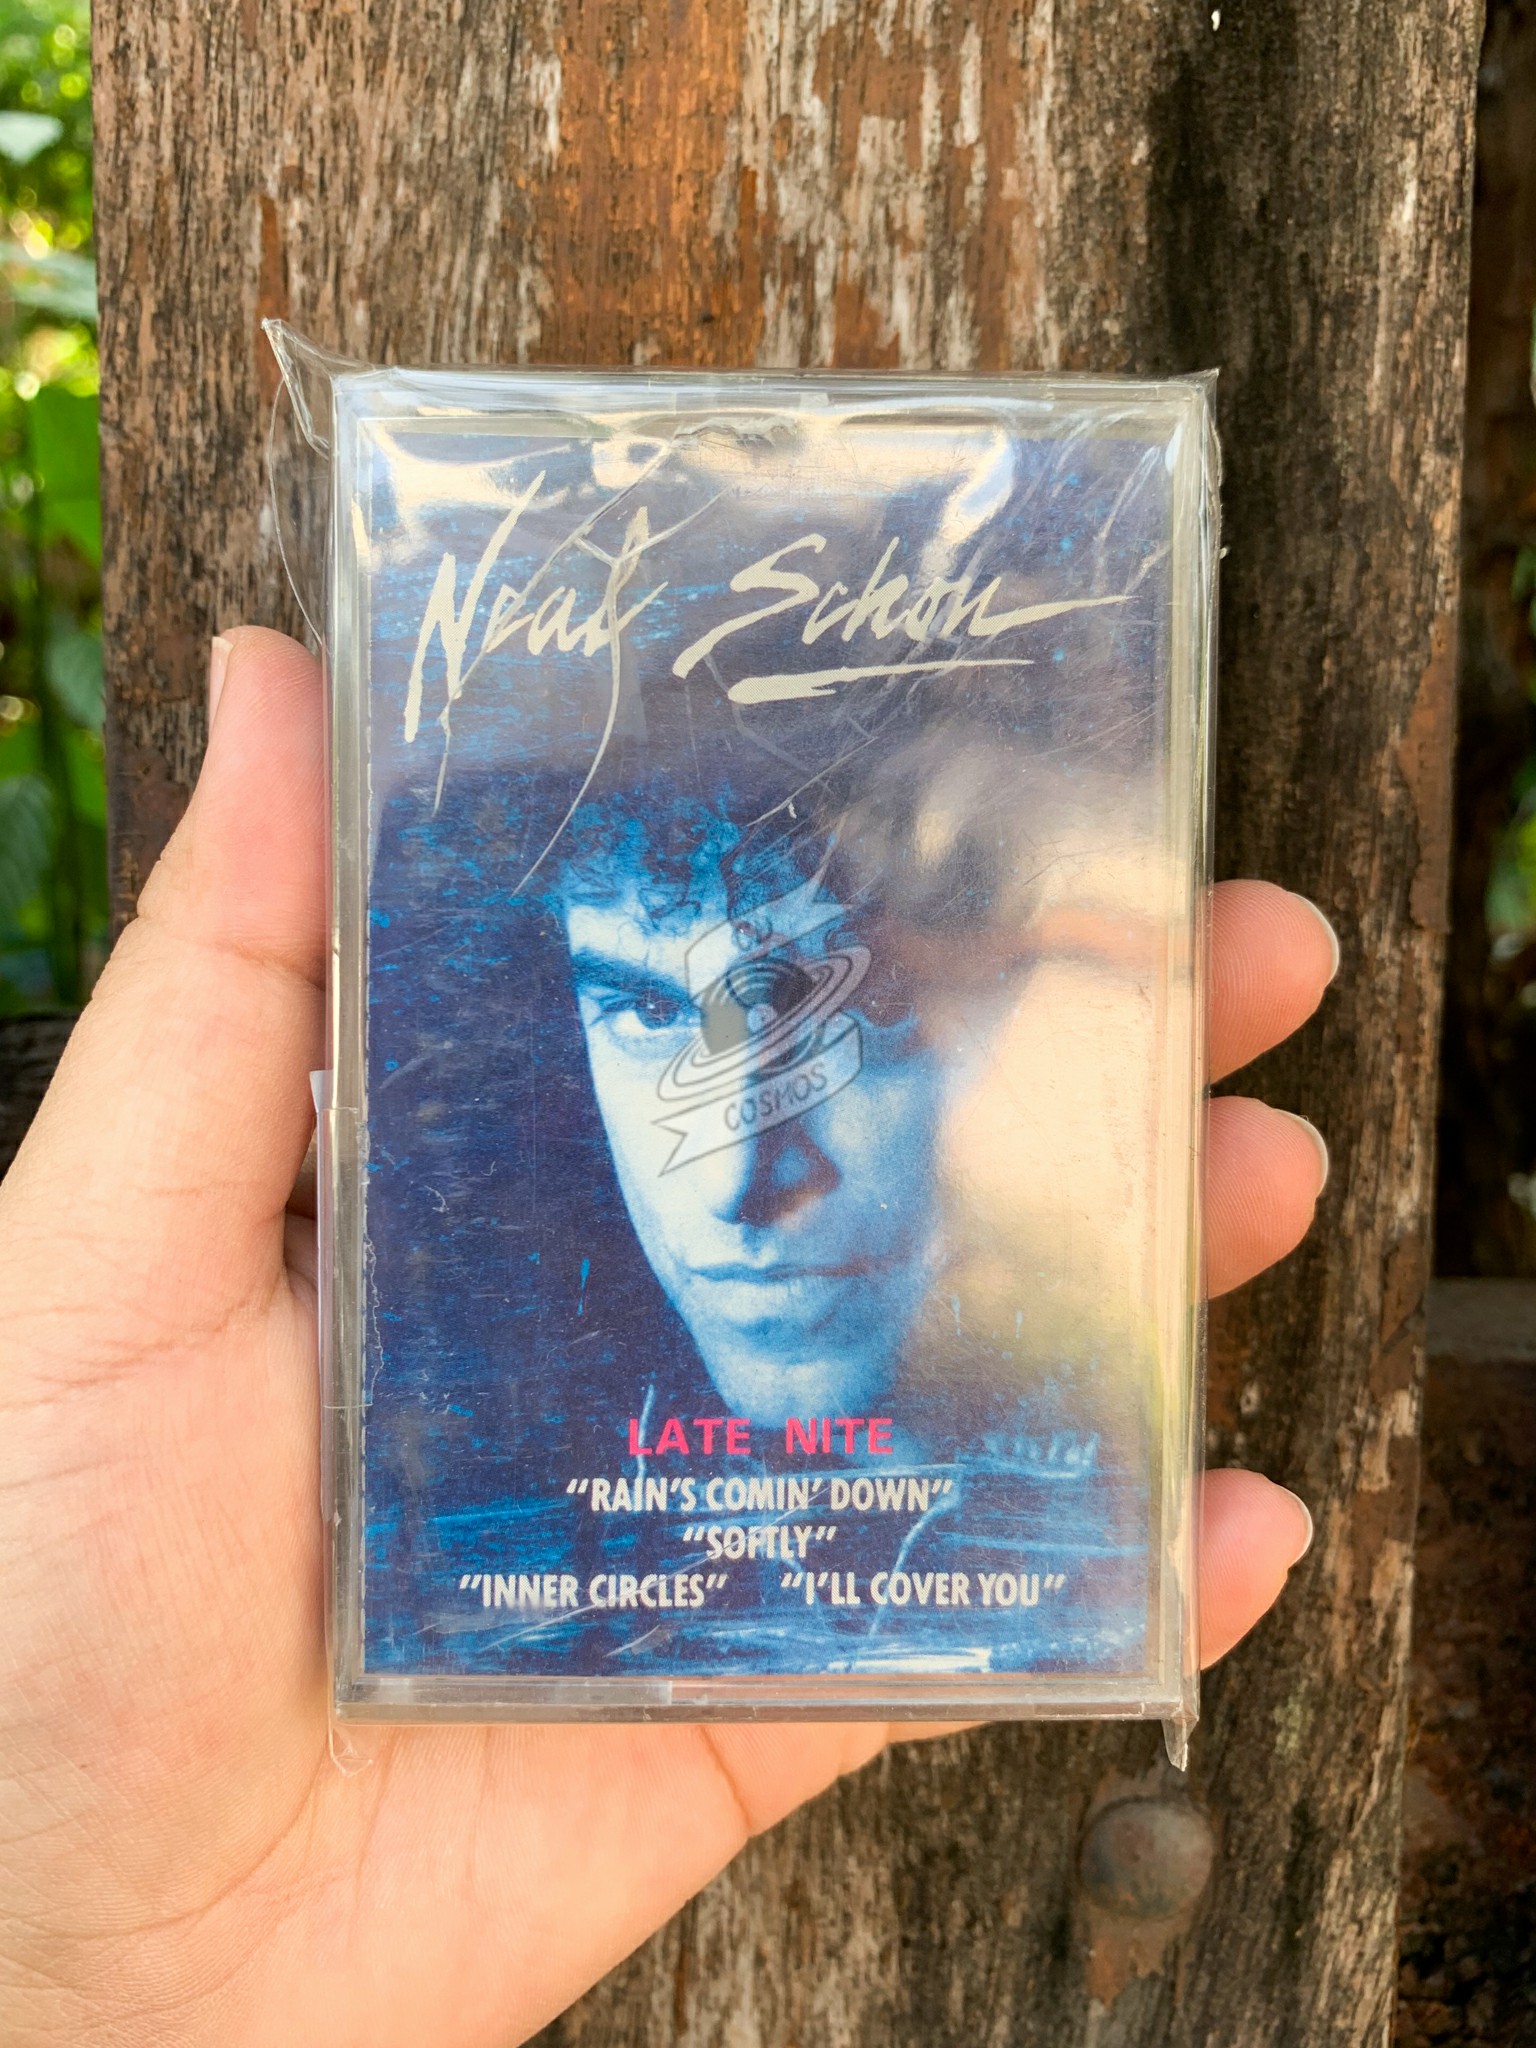 Neal Schon
COSMOS
LATE NITE
"RAIN'S COMIN' DOWN"
"SOFTLY"
"INNER CIRCLES" "I'LL COVER YOU"